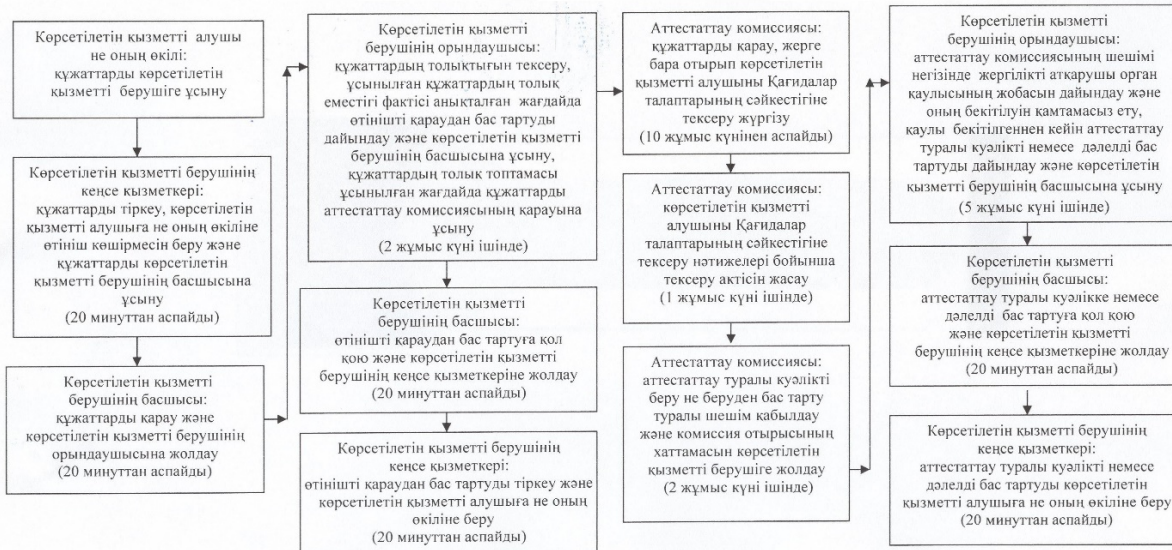 Көрсетілетін қызметті алушы
не оның өкілі:
құжаттарды көрсетілетін
қызметті берушіге ұсыну
Көрсетілетін қызметті берушінің
кеңсе қызметкері:
құжаттарды тіркеу, көрсетілетін
қызметті алушыға не оның өкіліне
өтініш көшірмесін беру және
құжаттарды көрсетілетін
қызметті берушінің басшысына
ұсыну
(20 минуттан аспайды)
Көрсетілетін қызметті
берушінің басшысы:
құжаттарды қарау және
көрсетілетін қызметті берушінің
орындаушысына жолдау
(20 минуттан аспайды)
Көрсетілетін қызметті
берушінің орындаушысы:
құжаттардың толықтығын тексеру,
ұсынылған құжаттардың толық
еместігі фактісі анықталған жағдайда
өтінішті қараудан бас тартуды
дайындау және көрсетілетін қызметті
берушінің басшысына ұсыну,
құжаттардың толық топтамасы
ұсынылған жағдайда құжаттарды
аттестаттау комиссиясының қарауына
ұсыну
(2 жұмыс күні ішінде)
Көрсетілетін қызметті
берушінің басшысы:
өтінішті қараудан бас тартуға қол
қою және көрсетілетін қызметті
берушінің кеңсе қызметкеріне жолдау
(20 минуттан аспайды)
Көрсетілетін қызметті берушінің
кеңсе қызметкері:
өтінішті қараудан бас тартуды тіркеу және
көрсетілетін қызметті алушыға не оның
өкіліне беру
(20 минуттан аспайды)
Аттестаттау комиссиясы:
құжаттарды қарау, жерге
бара отырып көрсетілетін
қызметті алушыны Қағидалар
талаптарының сәйкестігіне
тексеру жүргізу
(10 жұмыс күнінен аспайды)
Аттестаттау комиссиясы:
көрсетілетін қызметті
алушыны Қағидалар
талаптарының сәйкестігіне
тексеру нәтижелері бойынша
тексеру актісін жасау
(1 жұмыс күні ішінде)
Аттестаттау комиссиясы:
аттестаттау туралы куәлікті
беру не беруден бас тарту
туралы шешім қабылдау
және комиссия отырысының
хаттамасын көрсетілетін
қызметті берушіге жолдау
(2 жұмыс күні ішінде)
Көрсетілетін қызметті
берушінің орындаушысы:
аттестаттау комиссиясының шешімі
негізінде жергілікті атқарушы орган
қаулысының жобасын дайындау және
оның бекітілуін қамтамасыз ету,
қаулы бекітілгеннен кейін аттестаттау
туралы куәлікті немесе дәлелді бас
тартуды дайындау және көрсетілетін
қызметті берушінің басшысына ұсыну
(5 жұмыс күні ішінде)
Көрсетілетін қызметті
берушінің басшысы:
аттестаттау туралы куәлікке немесе
дәлелді бас тартуға қол қою
және көрсетілетін қызметті
берушінің кеңсе қызметкеріне жолдау
(20 минуттан аспайды)
Көрсетілетін қызметті берушінің
кеңсе қызметкері:
аттестаттау туралы куәлікті немесе
дәлелді бас тартуды көрсетілетін
қызметті алушыға не оның өкіліне беру
(20 минуттан аспайды)